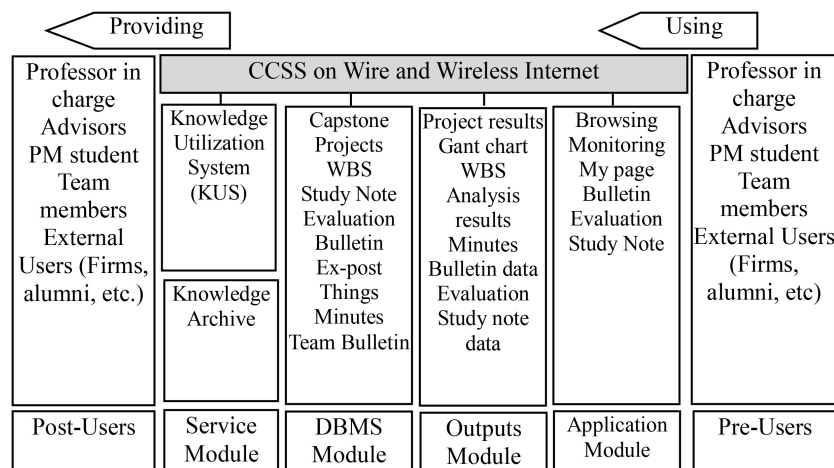 Providing
Using
CCSS on Wire and Wireless Internet
Professor in
charge
Advisors
PM student
Team
members
External
Users (Firms,
alumni, etc.)
Knowledge
Utilization
System
(KUS)
Knowledge
Archive
Capstone
Projects
WBS
Study Note
Evaluation
Bulletin
Ex-post
Things
Minutes
Team Bulletin
Project results
Gant chart
WBS
Analysis
results
Minutes
Bulletin data
Evaluation
Study note
data
Browsing
Monitoring
My page
Bulletin
Evaluation
Study Note
Professor in
charge
Advisors
PM student
Team
members
External Users
(Firms,
alumni, etc)
Post-Users
Service
Module
DBMS
Module
Outputs
Module
Application
Module
Pre-Users